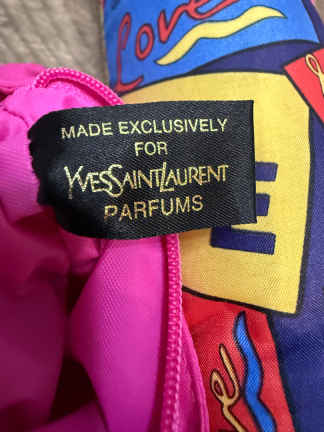 Love
MADE EXCLUSIVELY
FOR
YVESSAINTLAURENT
PARFUMS
E